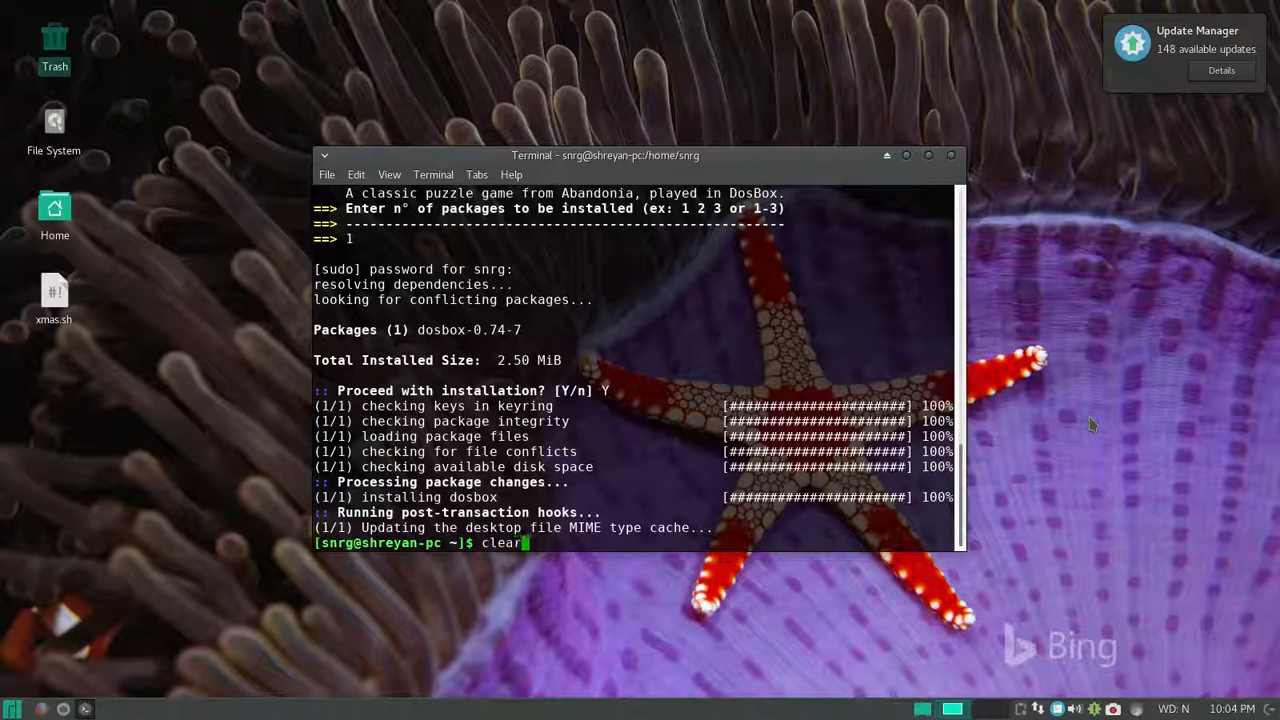 Trash
File System
Home
#!
xmas.sh
Update Manager
148 available updates
Details
Terminal - snrg@shreyan-pc:/home/snrg
File Edit View Terminal Tabs Help
A classic puzzle game from Abandonia, played in DosBox.
==> Enter n° of packages to be installed (ex: 1 2 3 or 1-3)
==> -------------------------------------------------------
==> 1
[sudo] password for snrg:
resolving dependencies...
looking for conflicting packages...
Packages (1) dosbox-0.74-7
Total Installed Size:  2.50 MiB
:: Proceed with installation? [Y/n] Y
(1/1) checking keys in keyring [######################] 100%
(1/1) checking package integrity [######################] 100%
(1/1) loading package files [######################] 100%
(1/1) checking for file conflicts [######################] 100%
(1/1) checking available disk space [######################] 100%
:: Processing package changes...
(1/1) installing dosbox [######################] 100%
:: Running post-transaction hooks...
(1/1) Updating the desktop file MIME type cache...
[snrg@shreyan-pc ~]$ clear
Bing
WD: N 10:04 PM